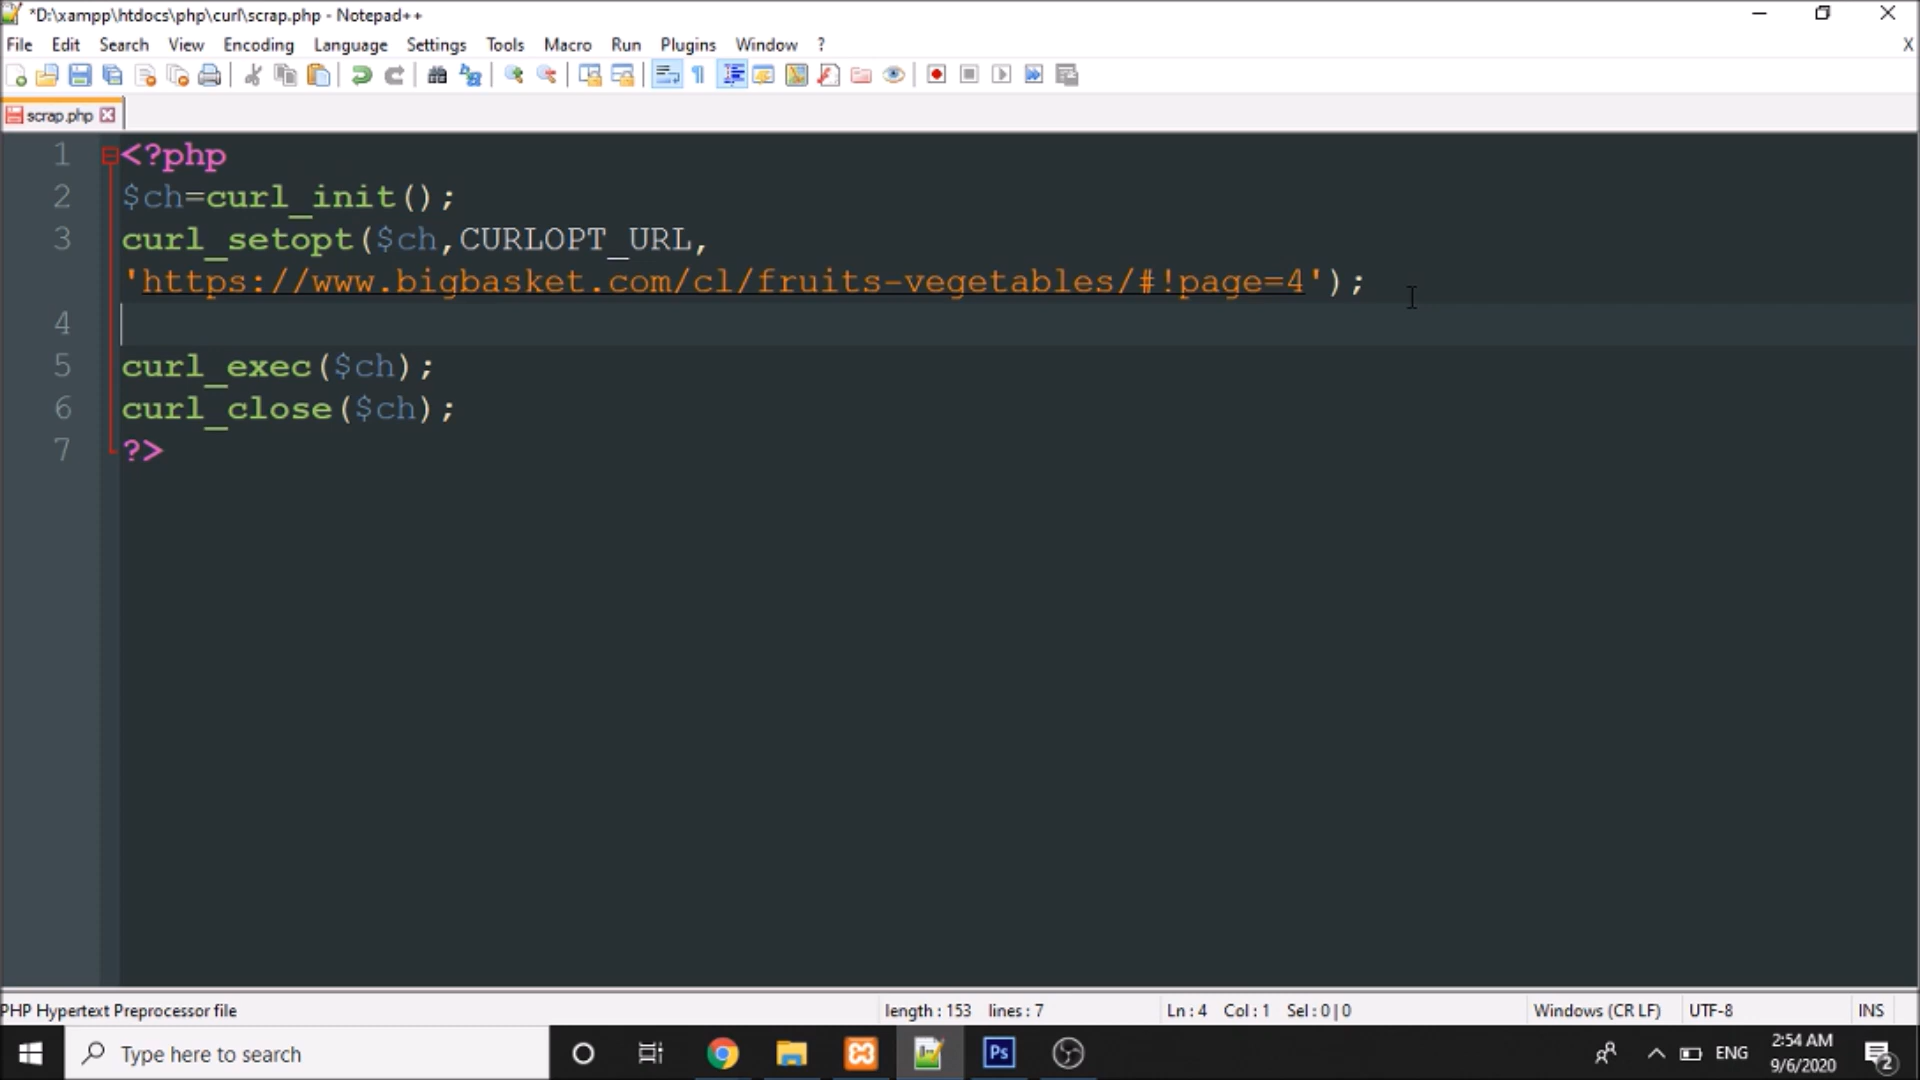 *D:\xampp\htdocs\php\curl\scrap.php - Notepad++
File Edit Search View Encoding Language Settings Tools Macro Run Plugins Window ? X
scrap.php
1 <?php
2 $ch=curl_init();
3 curl_setopt($ch,CURLOPT_URL,
'https://www.bigbasket.com/cl/fruits-vegetables/#!page=4');
4
5 curl_exec($ch);
6 curl_close($ch);
7 ?>
PHP Hypertext Preprocessor file length : 153 lines : 7 Ln : 4 Col : 1 Sel : 0 | 0 Windows (CR LF) UTF-8 INS
Type here to search Ps ENG 2:54 AM
9/6/2020 2